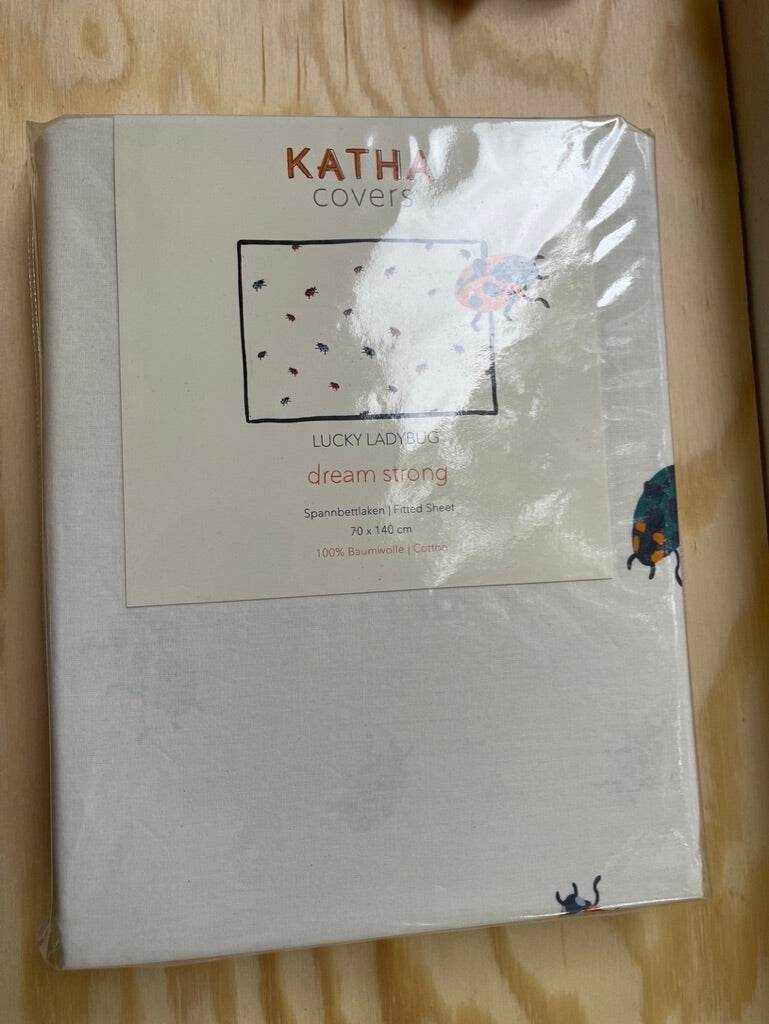 KATHA
covers
LUCKY LADYBUG
dream strong
Spannbettlaken | Fitted Sheet
70 x 140 cm
100% Baumwolle | Cotton